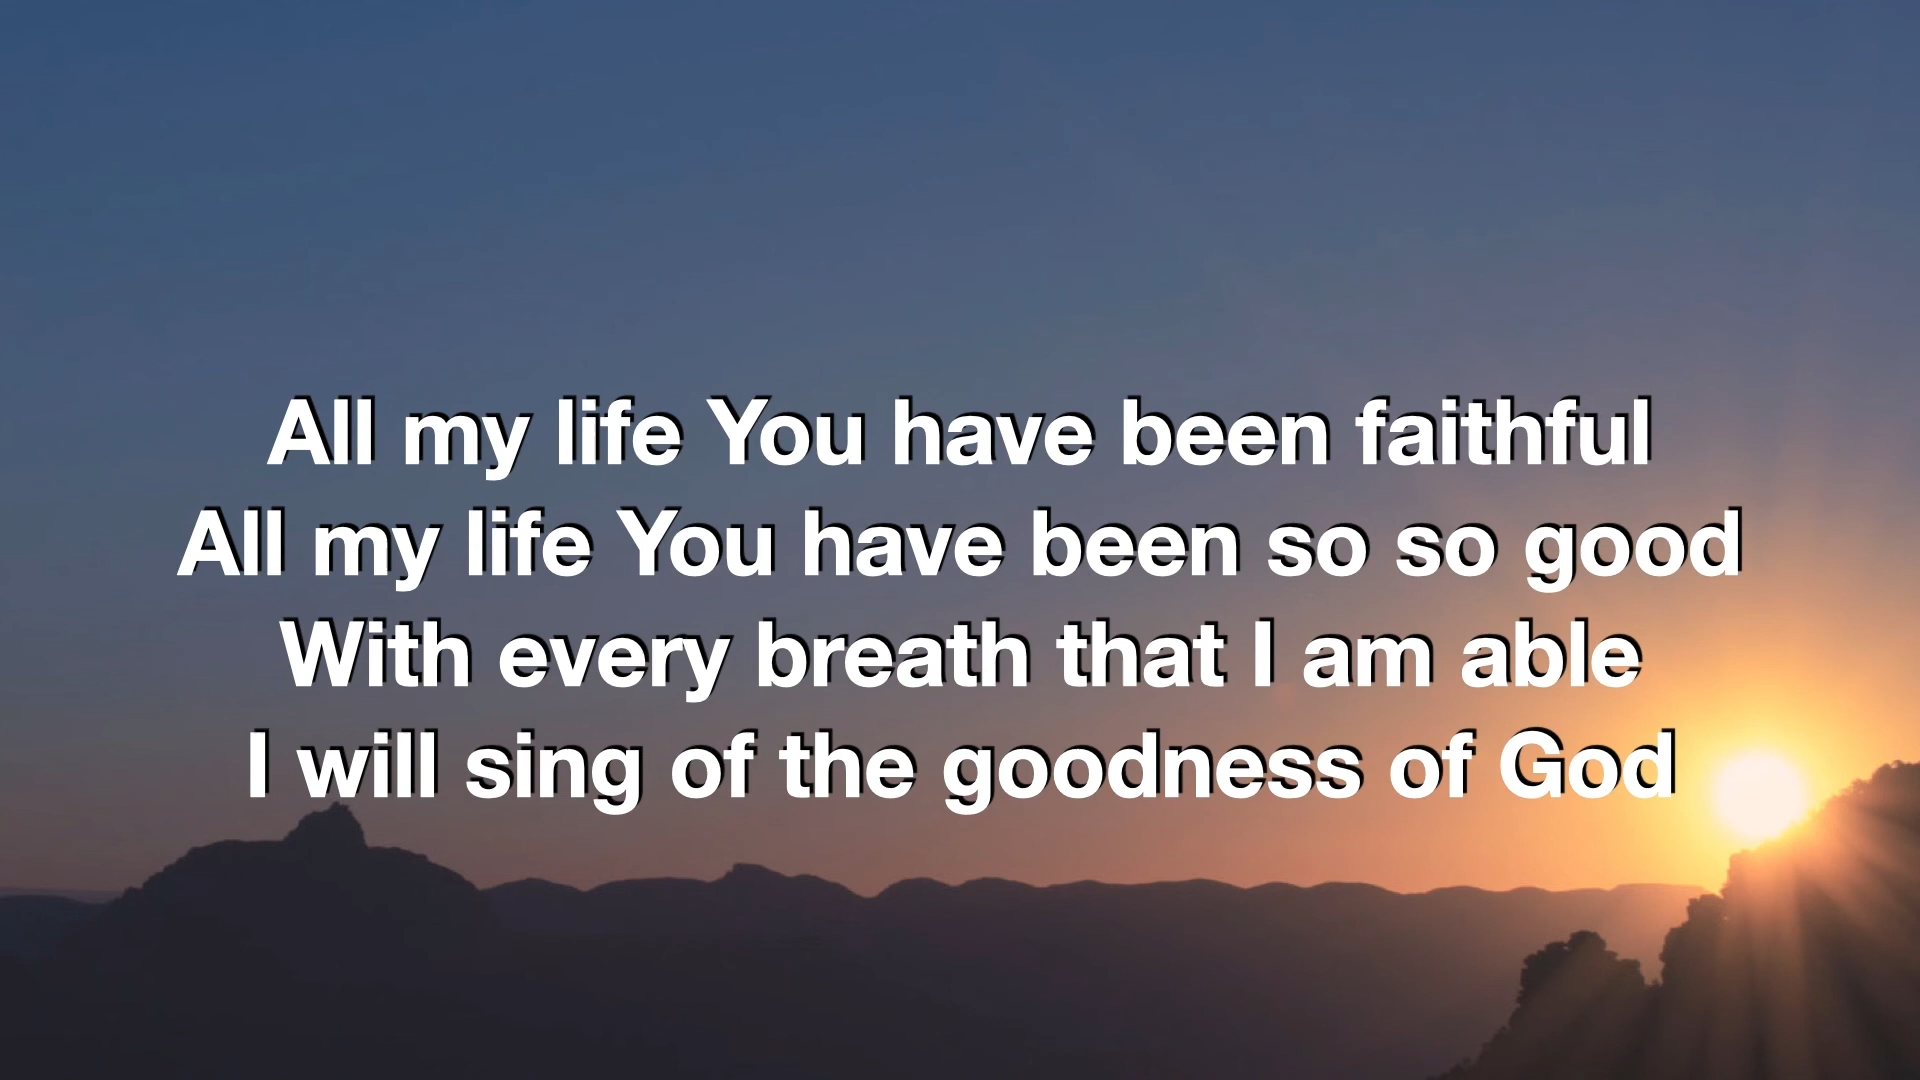 All my life You have been faithful
All my life You have been so so good
With every breath that I am able
I will sing of the goodness of God